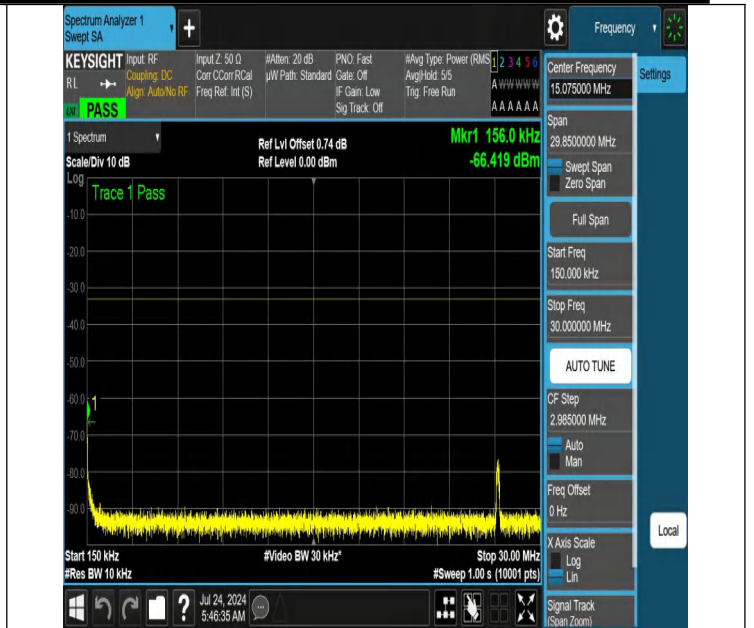 Spectrum Analyzer 1
Swept SA
+
Frequency
KEYSIGHT
RL
PASS
Input: RF
Coupling: DC
Align: Auto/No RF
Input Z: 50 Ω
Corr CCorr RCal
Freq Ref: Int (S)
#Atten: 20 dB
µW Path: Standard
PNO: Fast
Gate: Off
IF Gain: Low
Sig Track: Off
#Avg Type: Power (RMS
Avg|Hold: 5/5
Trig: Free Run
1 2 3 4 5 6
A W W W W W
A A A A A A
1 Spectrum
Scale/Div 10 dB
Ref Lvl Offset 0.74 dB
Ref Level 0.00 dBm
Mkr1 156.0 kHz
-66.419 dBm
Log
Trace 1 Pass
-10.0
-20.0
-30.0
-40.0
-50.0
-60.0
1
-70.0
-80.0
-90.0
Start 150 kHz
#Res BW 10 kHz
#Video BW 30 kHz*
Stop 30.00 MHz
#Sweep 1.00 s (10001 pts)
?
Jul 24, 2024
5:46:35 AM
Center Frequency
15.075000 MHz
Settings
Span
29.8500000 MHz
Swept Span
Zero Span
Full Span
Start Freq
150.000 kHz
Stop Freq
30.000000 MHz
AUTO TUNE
CF Step
2.985000 MHz
Auto
Man
Freq Offset
0 Hz
Local
X Axis Scale
Log
Lin
Signal Track
(Span Zoom)